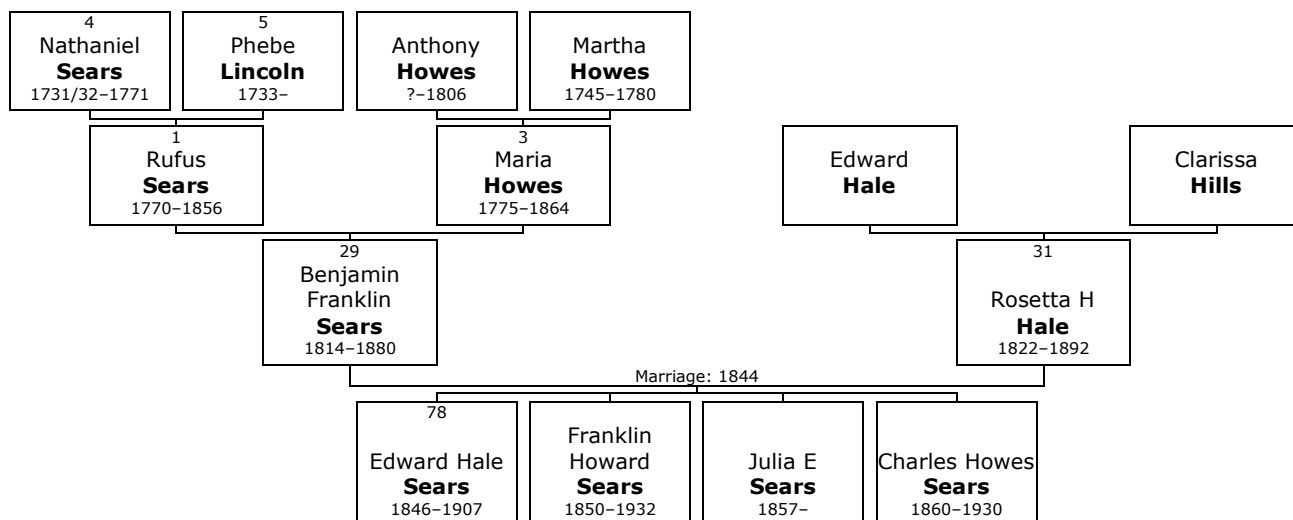 4
Nathaniel
Sears
1731/32–1771
5
Phebe
Lincoln
1733–
Anthony
Howes
?–1806
Martha
Howes
1745–1780
1
Rufus
Sears
1770–1856
3
Maria
Howes
1775–1864
Edward
Hale
Clarissa
Hills
29
Benjamin
Franklin
Sears
1814–1880
31
Rosetta H
Hale
1822–1892
Marriage: 1844
78
Edward Hale
Sears
1846–1907
Franklin
Howard
Sears
1850–1932
Julia E
Sears
1857–
Charles Howes
Sears
1860–1930